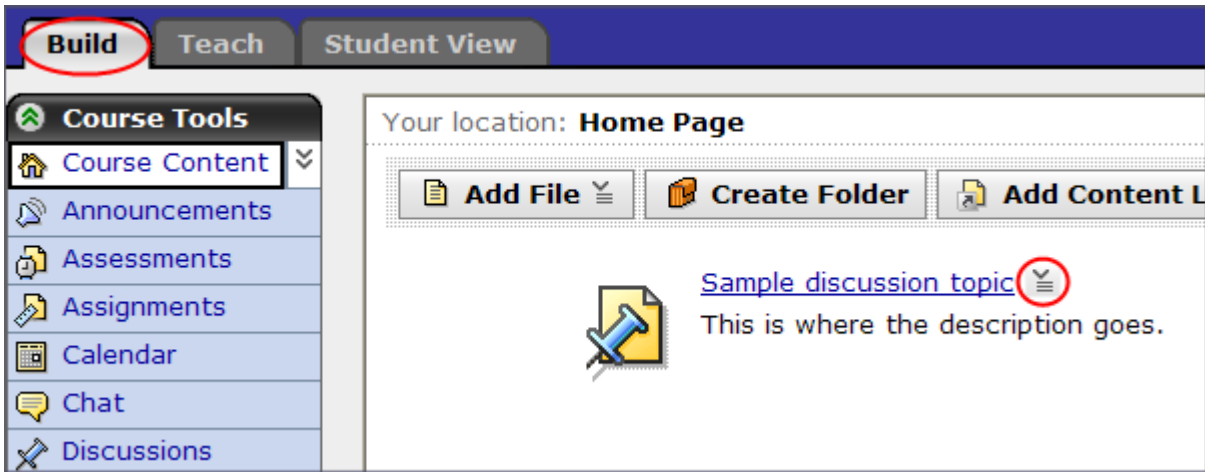 Build Teach Student View
Course Tools
Course Content
Announcements
Assessments
Assignments
Calendar
Chat
Discussions
Your location: Home Page
Add File Create Folder Add Content L
Sample discussion topic
This is where the description goes.